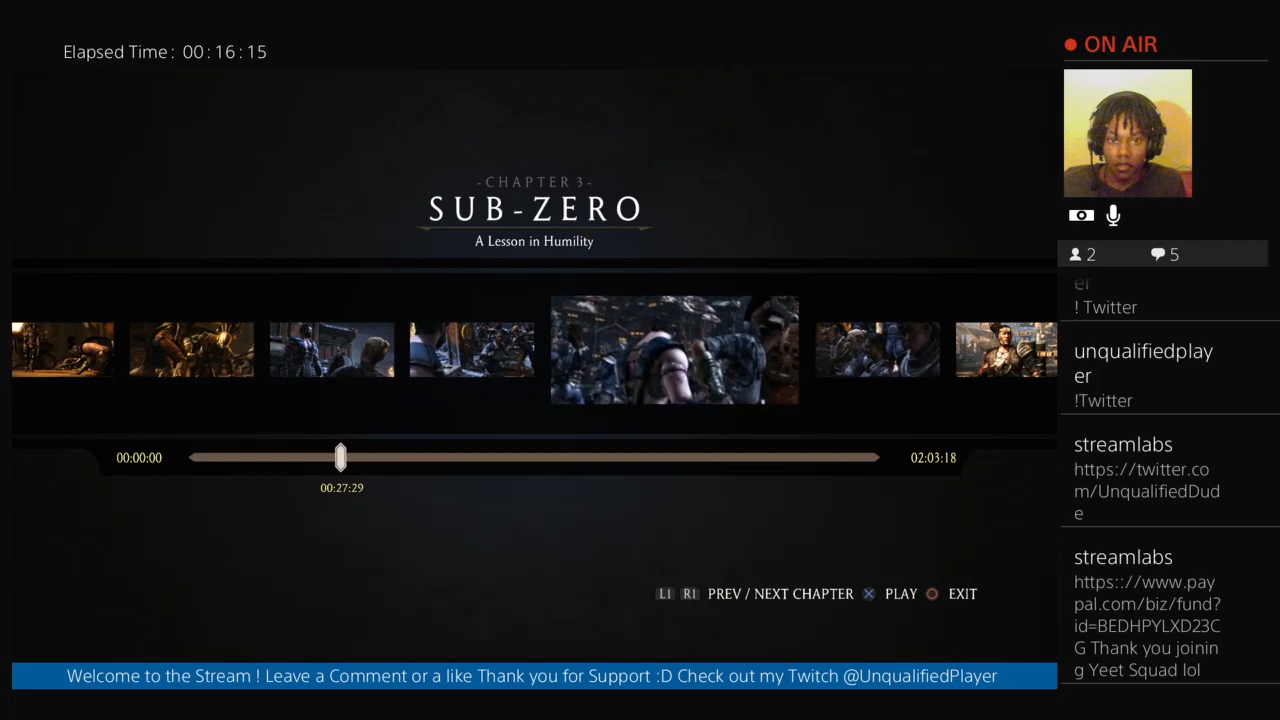 Elapsed Time: 00:16:15
ON AIR
-CHAPTER 3-
SUB-ZERO
A Lesson in Humility
00:00:00
02:03:18
00:27:29
L1 R1 PREV / NEXT CHAPTER PLAY EXIT
Welcome to the Stream ! Leave a Comment or a like Thank you for Support :D Check out my Twitch @UnqualifiedPlayer
2 5
er
! Twitter
unqualifiedplay
er
!Twitter
streamlabs
https://twitter.co
m/UnqualifiedDud
e
streamlabs
https:://www.pay
pal.com/biz/fund?
id=BEDHPYLXD23C
G Thank you joinin
g Yeet Squad lol